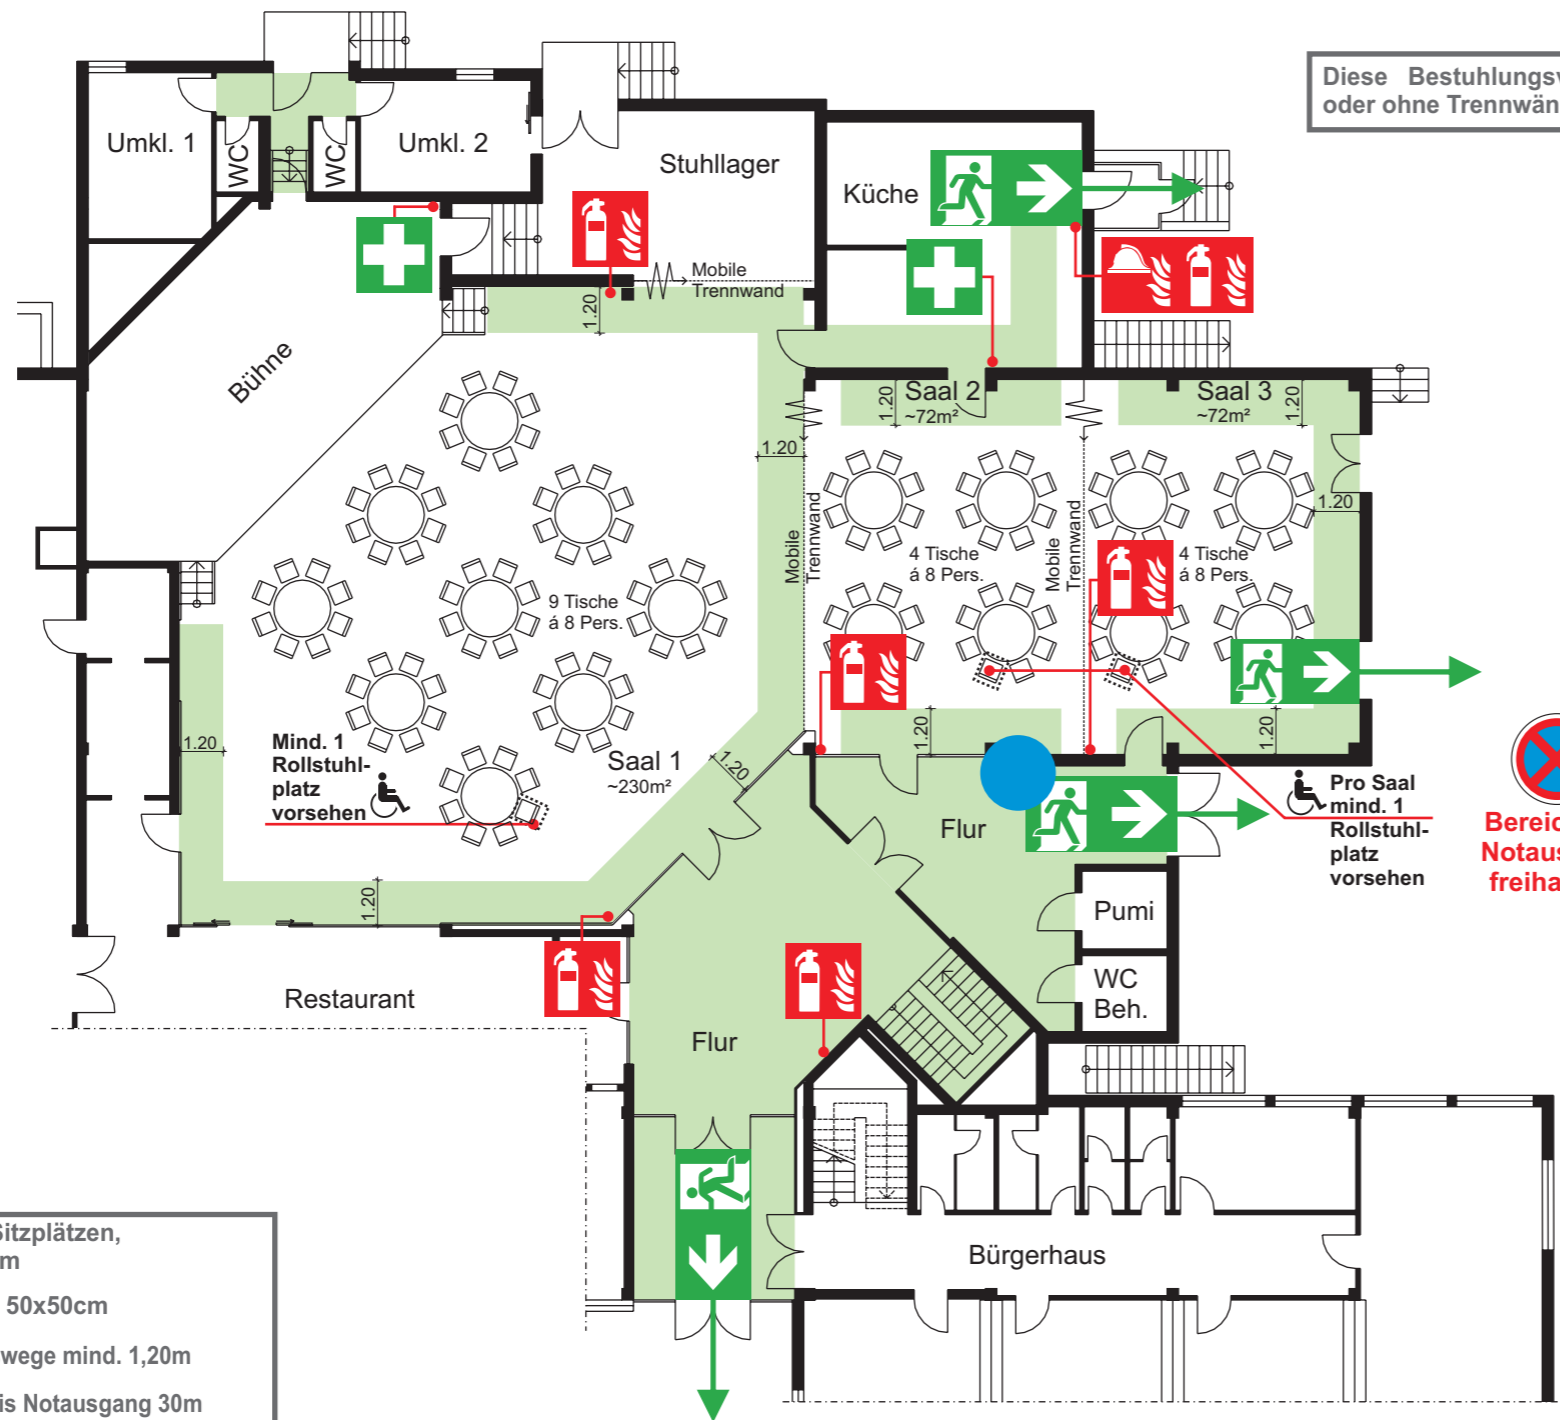 Diese Bestuhlungsv
oder ohne Trennwän
Umkl. 1
WC
WC
Umkl. 2
Stuhllager
Küche
Mobile
Trennwand
1.20
Bühne
Saal 2
~72m²
1.20
Saal 3
~72m²
1.20
1.20
1.20
Mobile
Trennwand
4 Tische
á 8 Pers.
Mobile
Trennwand
4 Tische
á 8 Pers.
9 Tische
á 8 Pers.
1.20
1.20
1.20
Mind. 1
Rollstuhl-
platz
vorsehen
Saal 1
~230m²
1.20
1.20
Flur
Pro Saal
mind. 1
Rollstuhl-
platz
vorsehen
Bereic
Notaus
freiha
Pumi
WC
Beh.
Restaurant
Flur
Bürgerhaus
Sitzplätzen,
m
50x50cm
wege mind. 1,20m
is Notausgang 30m